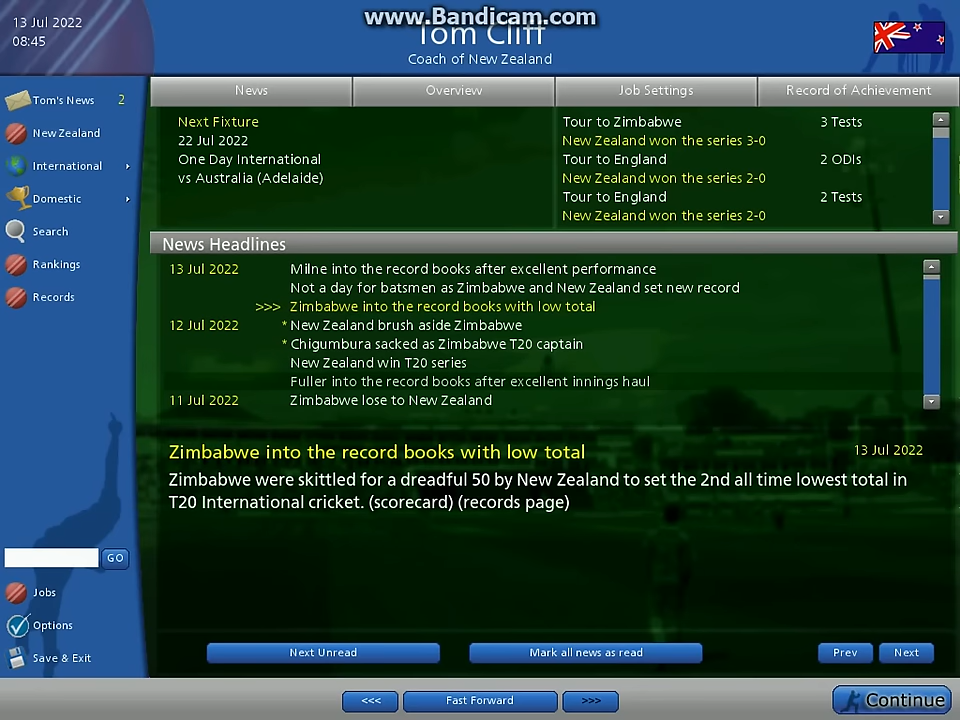 www.Bandicam.com
13 Jul 2022
08:45
Tom Cliff
Coach of New Zealand
Tom's News 2
New Zealand
International
Domestic
Search
Rankings
Records
GO
Jobs
Options
Save & Exit
News Overview Job Settings Record of Achievement
Next Fixture
22 Jul 2022
One Day International
vs Australia (Adelaide)
Tour to Zimbabwe 3 Tests
New Zealand won the series 3-0
Tour to England 2 ODIs
New Zealand won the series 2-0
Tour to England 2 Tests
New Zealand won the series 2-0
News Headlines
13 Jul 2022 Milne into the record books after excellent performance
Not a day for batsmen as Zimbabwe and New Zealand set new record
>>> Zimbabwe into the record books with low total
12 Jul 2022 * New Zealand brush aside Zimbabwe
* Chigumbura sacked as Zimbabwe T20 captain
New Zealand win T20 series
Fuller into the record books after excellent innings haul
11 Jul 2022 Zimbabwe lose to New Zealand
Zimbabwe into the record books with low total 13 Jul 2022
Zimbabwe were skittled for a dreadful 50 by New Zealand to set the 2nd all time lowest total in
T20 International cricket. (scorecard) (records page)
Next Unread Mark all news as read Prev Next
<<< Fast Forward >>> Continue